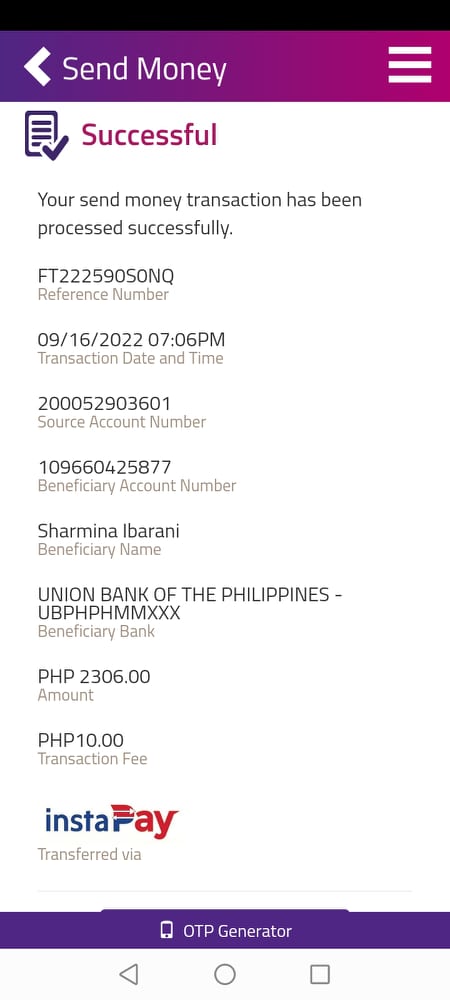 Send Money
Successful
Your send money transaction has been
processed successfully.
FT222590S0NQ
Reference Number
09/16/2022 07:06PM
Transaction Date and Time
200052903601
Source Account Number
109660425877
Beneficiary Account Number
Sharmina Ibarani
Beneficiary Name
UNION BANK OF THE PHILIPPINES -
UBPHPHMMXXX
Beneficiary Bank
PHP 2306.00
Amount
PHP10.00
Transaction Fee
instaPay
Transferred via
OTP Generator